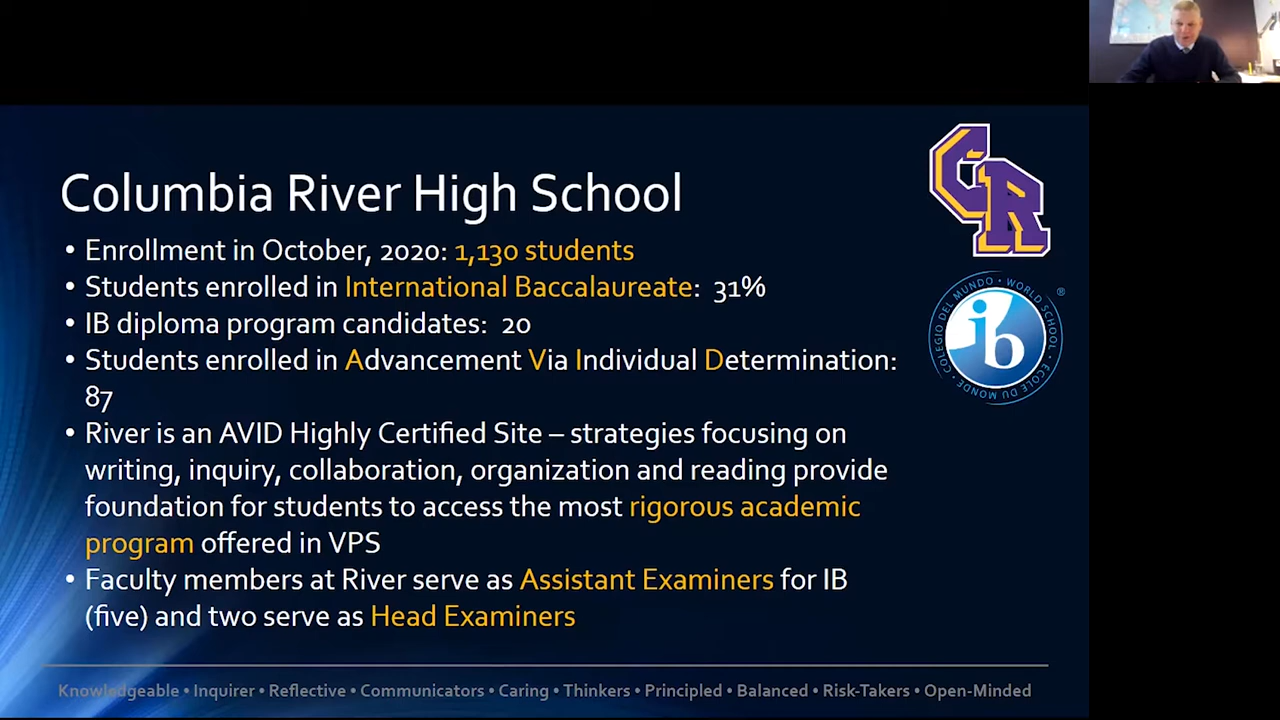 Columbia River High School
• Enrollment in October, 2020: 1,130 students
• Students enrolled in International Baccalaureate: 31%
• IB diploma program candidates: 20
• Students enrolled in Advancement Via Individual Determination:
87
• River is an AVID Highly Certified Site – strategies focusing on
writing, inquiry, collaboration, organization and reading provide
foundation for students to access the most rigorous academic
program offered in VPS
• Faculty members at River serve as Assistant Examiners for IB
(five) and two serve as Head Examiners
CR
COLEGIO DEL MUNDO • WORLD SCHOOL • ÉCOLE DU MONDE •
®
ib
Knowledgeable • Inquirer • Reflective • Communicators • Caring • Thinkers • Principled • Balanced • Risk-Takers • Open-Minded